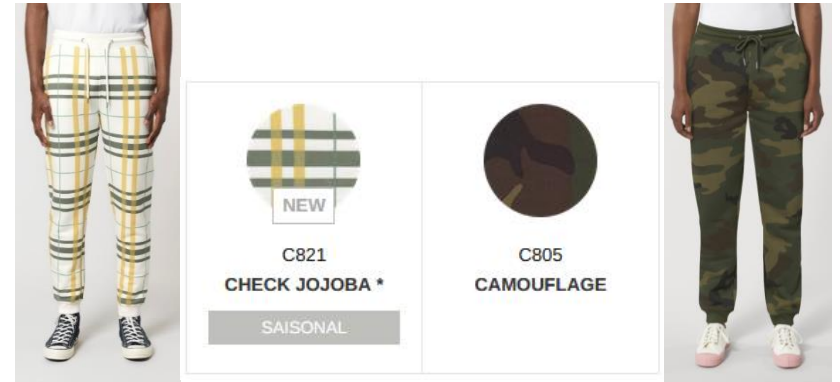 NEW
C821
CHECK JOJOBA *
SAISONAL
C805
CAMOUFLAGE